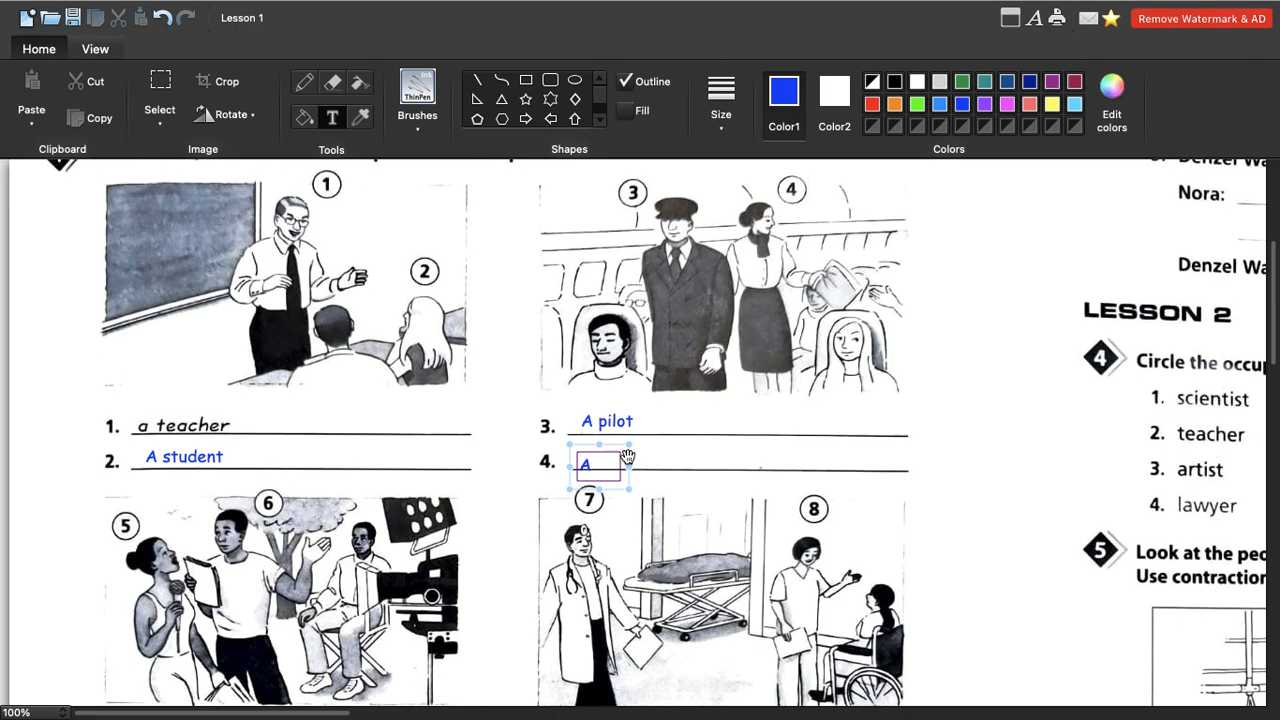 Lesson 1
Remove Watermark & AD
Home
View
Paste
Cut
Copy
Clipboard
Select
Crop
Rotate
Image
Tools
Ink
ThinPen
Brushes
Outline
Fill
Shapes
Size
Color1
Color2
Edit
colors
Colors
1
2
3
4
1. a teacher
2. A student
3. A pilot
4. A
5
6
7
8
Nora:
Denzel Wa
LESSON 2
4 Circle the occu
1. scientist
2. teacher
3. artist
4. lawyer
5 Look at the peo
Use contraction
100%